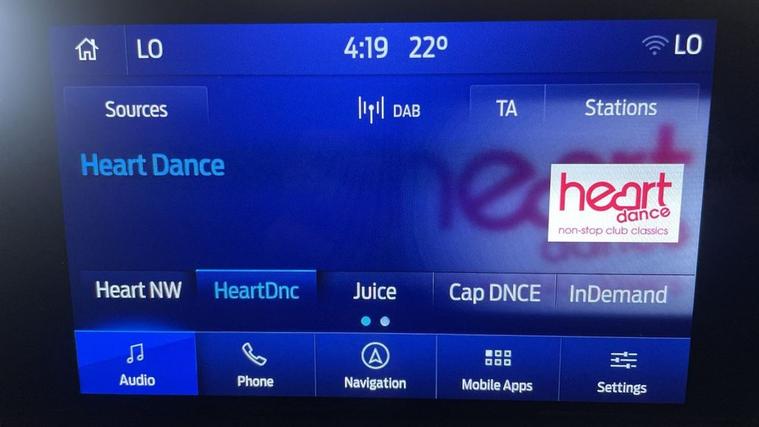 LO 4:19 22º LO
Sources DAB TA Stations
Heart Dance
heart
dance
non-stop club classics
Heart NW HeartDnc Juice Cap DNCE InDemand
Audio Phone Navigation Mobile Apps Settings